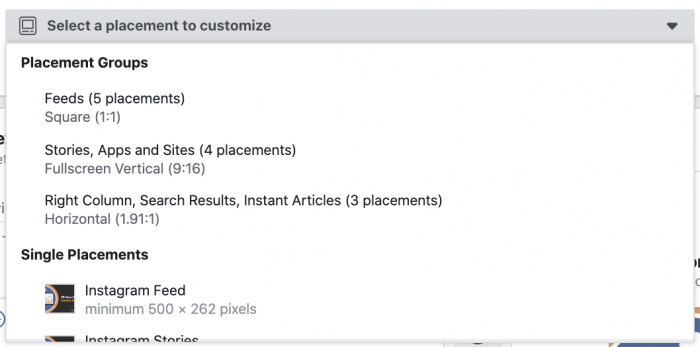 Select a placement to customize
Placement Groups
Feeds (5 placements)
Square (1:1)
Stories, Apps and Sites (4 placements)
Fullscreen Vertical (9:16)
Right Column, Search Results, Instant Articles (3 placements)
Horizontal (1.91:1)
Single Placements
Instagram Feed
minimum 500 × 262 pixels
Instagram Stories